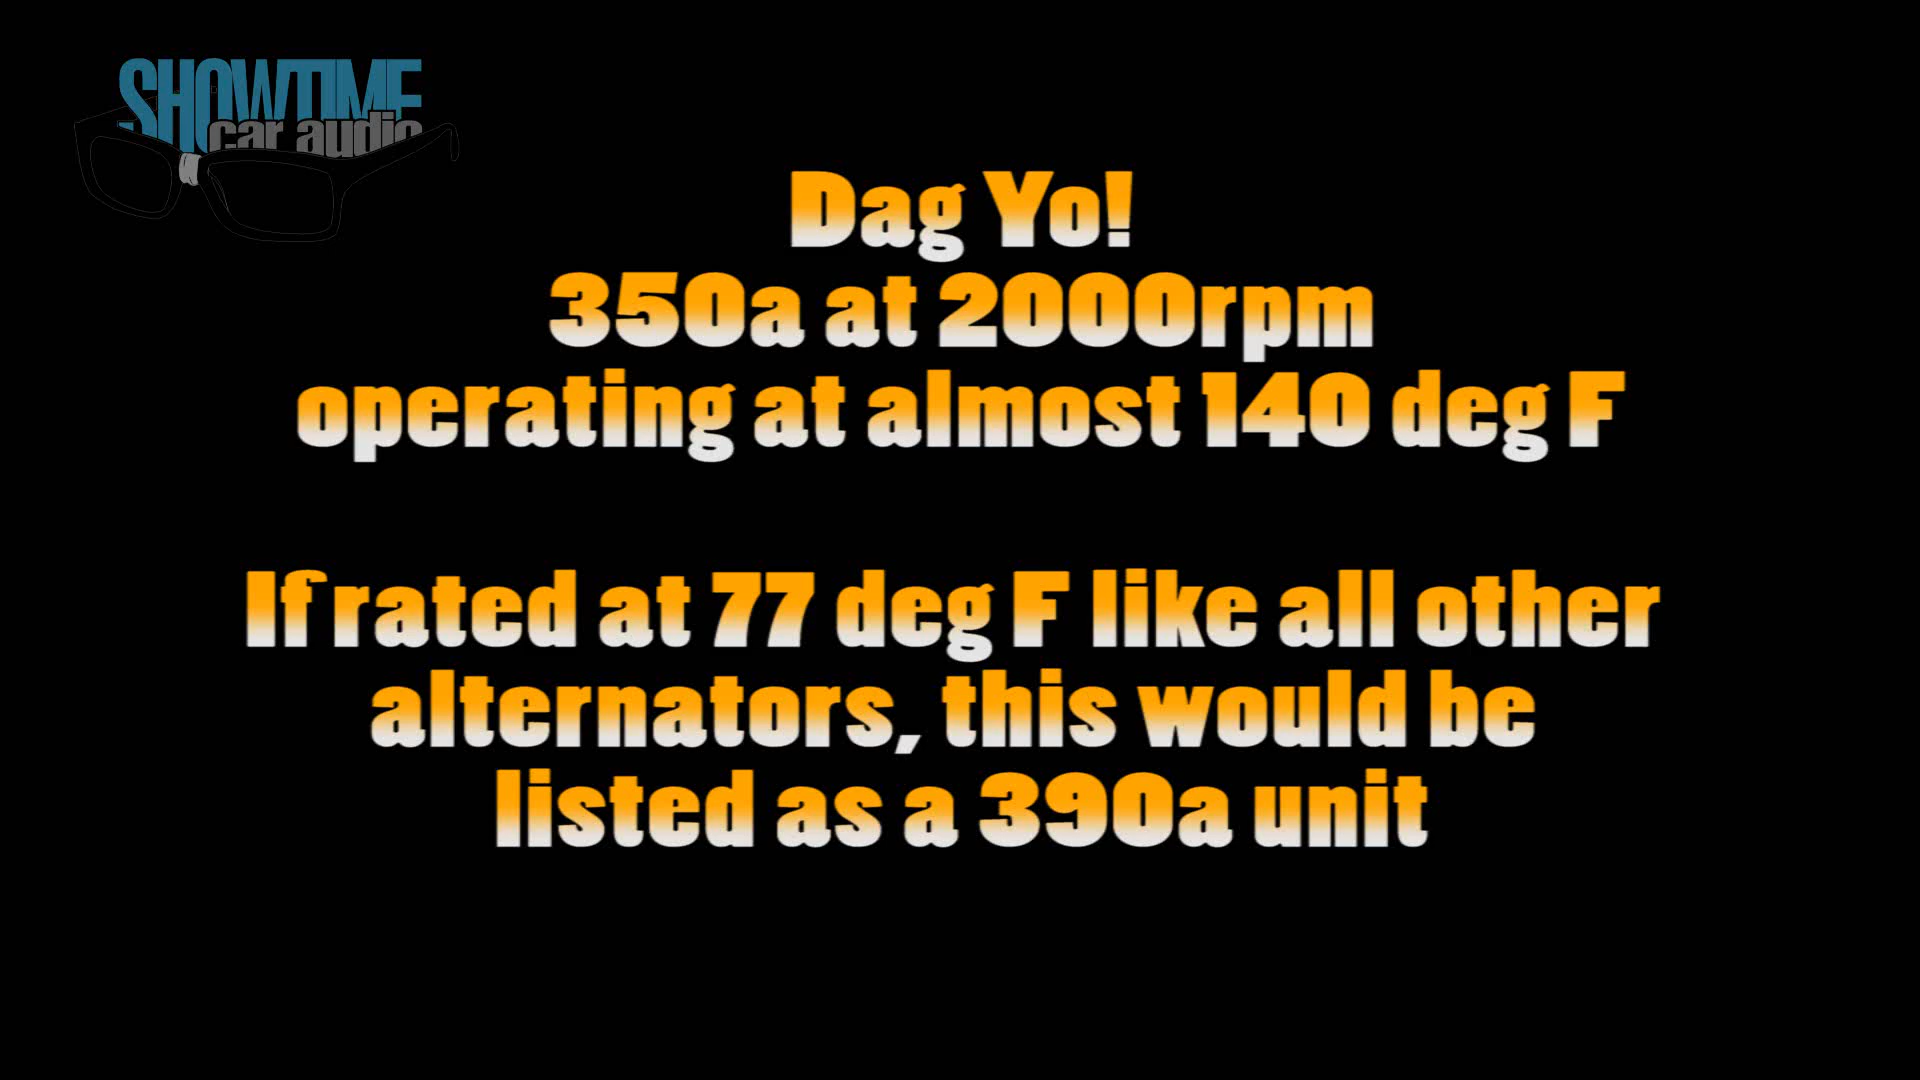 SHOWTIME
car audio
Dag Yo!
350a at 2000rpm
operating at almost 140 deg F
If rated at 77 deg F like all other
alternators, this would be
listed as a 390a unit